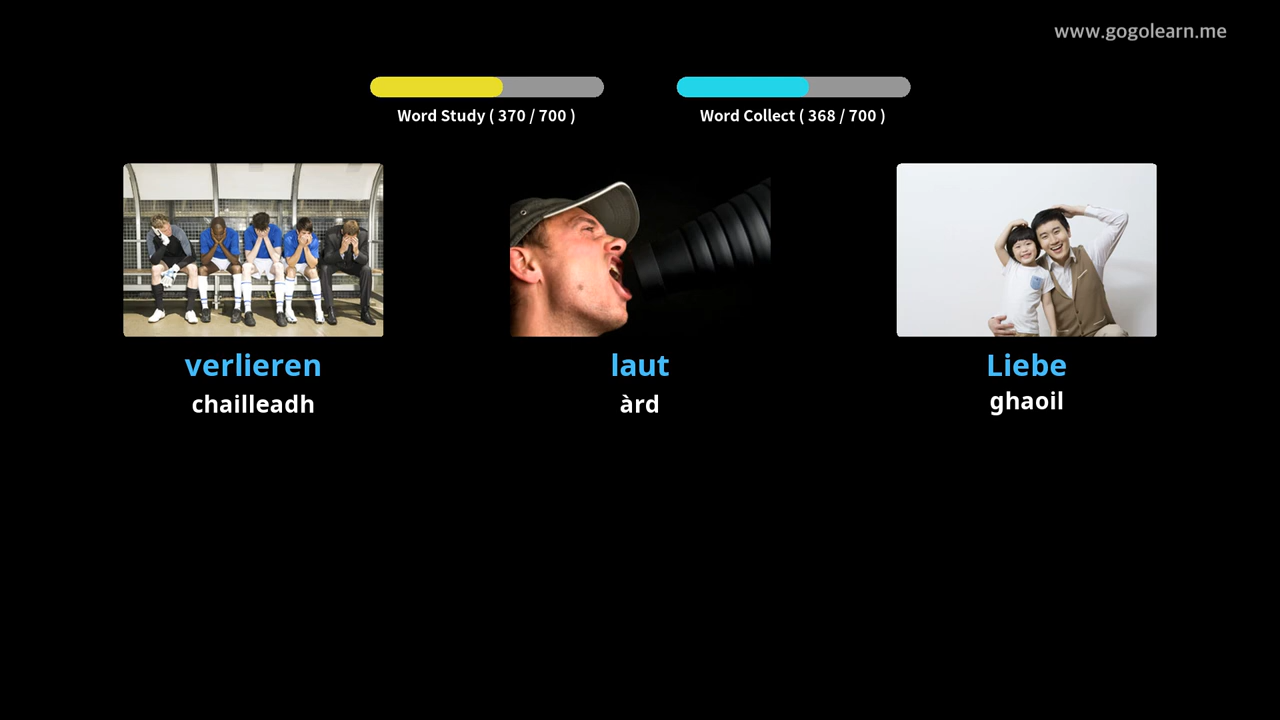 www.gogolearn.me
Word Study ( 370 / 700 )
Word Collect ( 368 / 700 )
verlieren
chailleadh
laut
àrd
Liebe
ghaoil